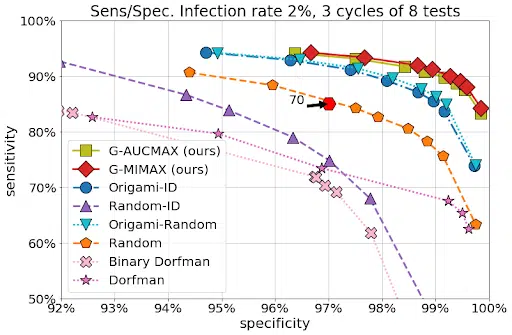 Sens/Spec. Infection rate 2%, 3 cycles of 8 tests
100%
90%
80%
70%
60%
50%
sensitivity
70
G-AUCMAX (ours)
G-MIMAX (ours)
Origami-ID
Random-ID
Origami-Random
Random
Binary Dorfman
Dorfman
92% 93% 94% 95% 96% 97% 98% 99% 100%
specificity